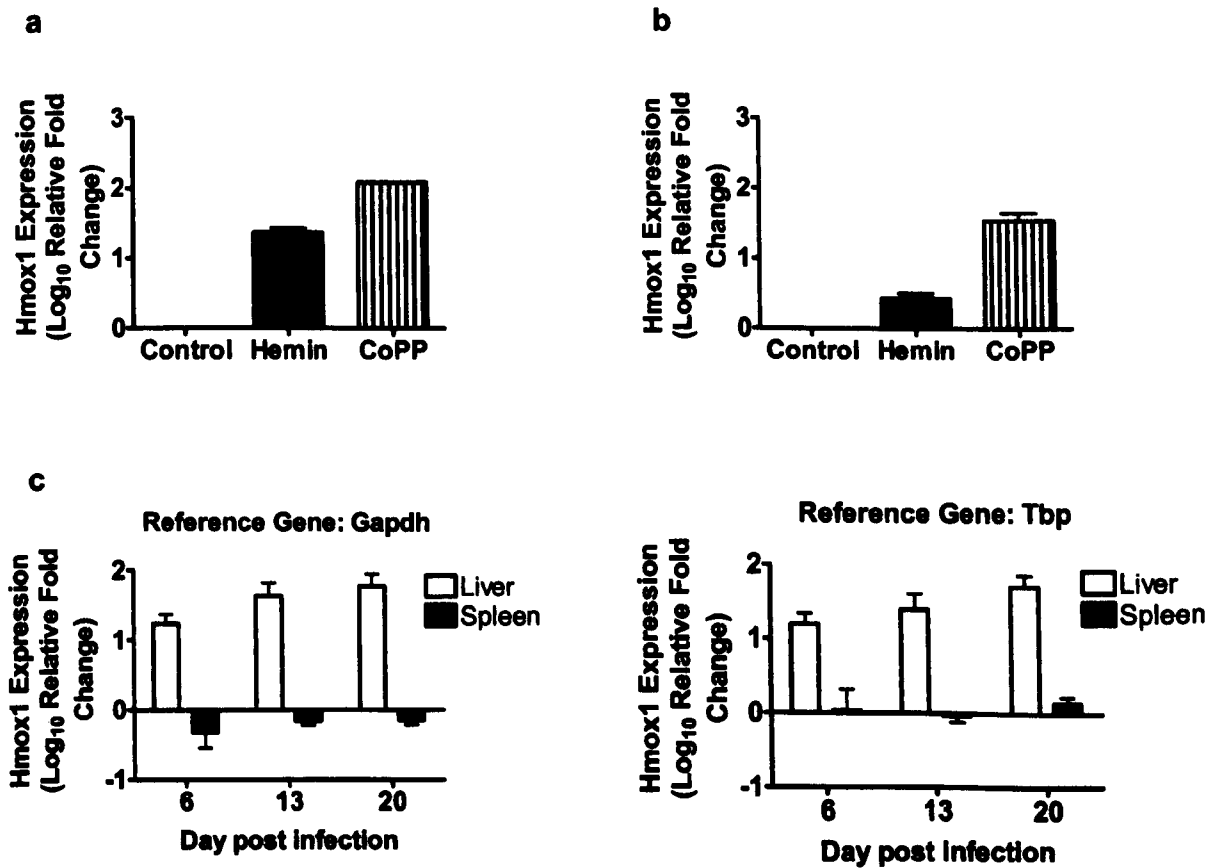 a
Hmox1 Expression
(Log10 Relative Fold
Change)
3
2
1
0
Control Hemin CoPP
b
Hmox1 Expression
(Log10 Relative Fold
Change)
3
2
1
0
Control Hemin CoPP
c
Reference Gene: Gapdh
Hmox1 Expression
(Log10 Relative Fold
Change)
2
1
0
-1
Liver
Spleen
6 13 20
Day post infection
Reference Gene: Tbp
Hmox1 Expression
(Log10 Relative Fold
Change)
2
1
0
-1
Liver
Spleen
6 13 20
Day post infection